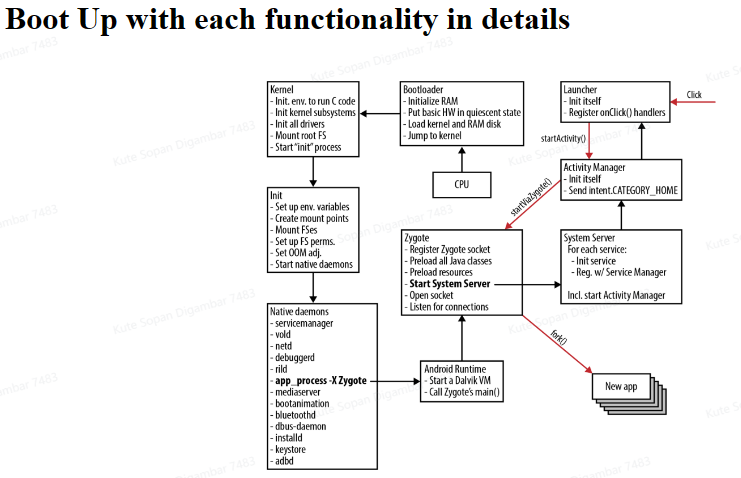 Boot Up with each functionality in details
Kernel
- Init. env. to run C code
- Init kernel subsystems
- Init all drivers
- Mount root FS
- Start "init" process
Bootloader
- Initialize RAM
- Put basic HW in quiescent state
- Load kernel and RAM disk
- Jump to kernel
CPU
Launcher
- Init itself
- Register onClick() handlers
Click
startActivity()
Activity Manager
- Init itself
- Send intent.CATEGORY_HOME
startViaZygote()
Init
- Set up env. variables
- Create mount points
- Mount FSes
- Set up FS perms.
- Set OOM adj.
- Start native daemons
Zygote
- Register Zygote socket
- Preload all Java classes
- Preload resources
- Start System Server
- Open socket
- Listen for connections
System Server
For each service:
- Init service
- Reg. w/ Service Manager
Incl. start Activity Manager
fork()
Native daemons
- servicemanager
- vold
- netd
- debuggerd
- rild
- app_process -X Zygote
- mediaserver
- bootanimation
- bluetoothd
- dbus-daemon
- installd
- keystore
- adbd
Android Runtime
- Start a Dalvik VM
- Call Zygote's main()
New app
Kute Sopan Digambar 7463